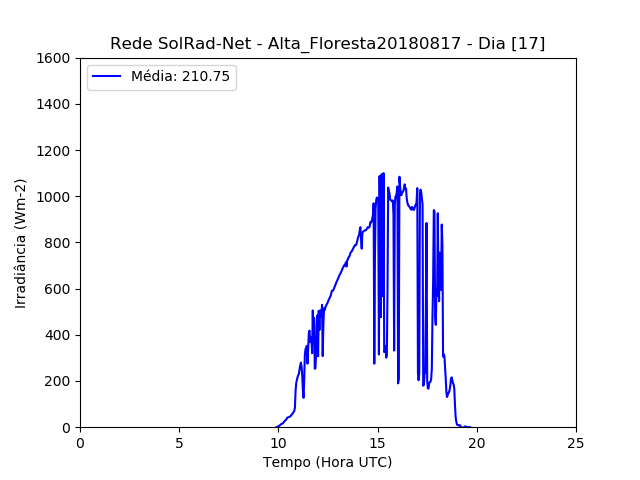 Rede SolRad-Net - Alta_Floresta20180817 - Dia [17]
Média: 210.75
1600
1400
1200
1000
800
600
400
200
0
0 5 10 15 20 25
Irradiância (Wm-2)
Tempo (Hora UTC)